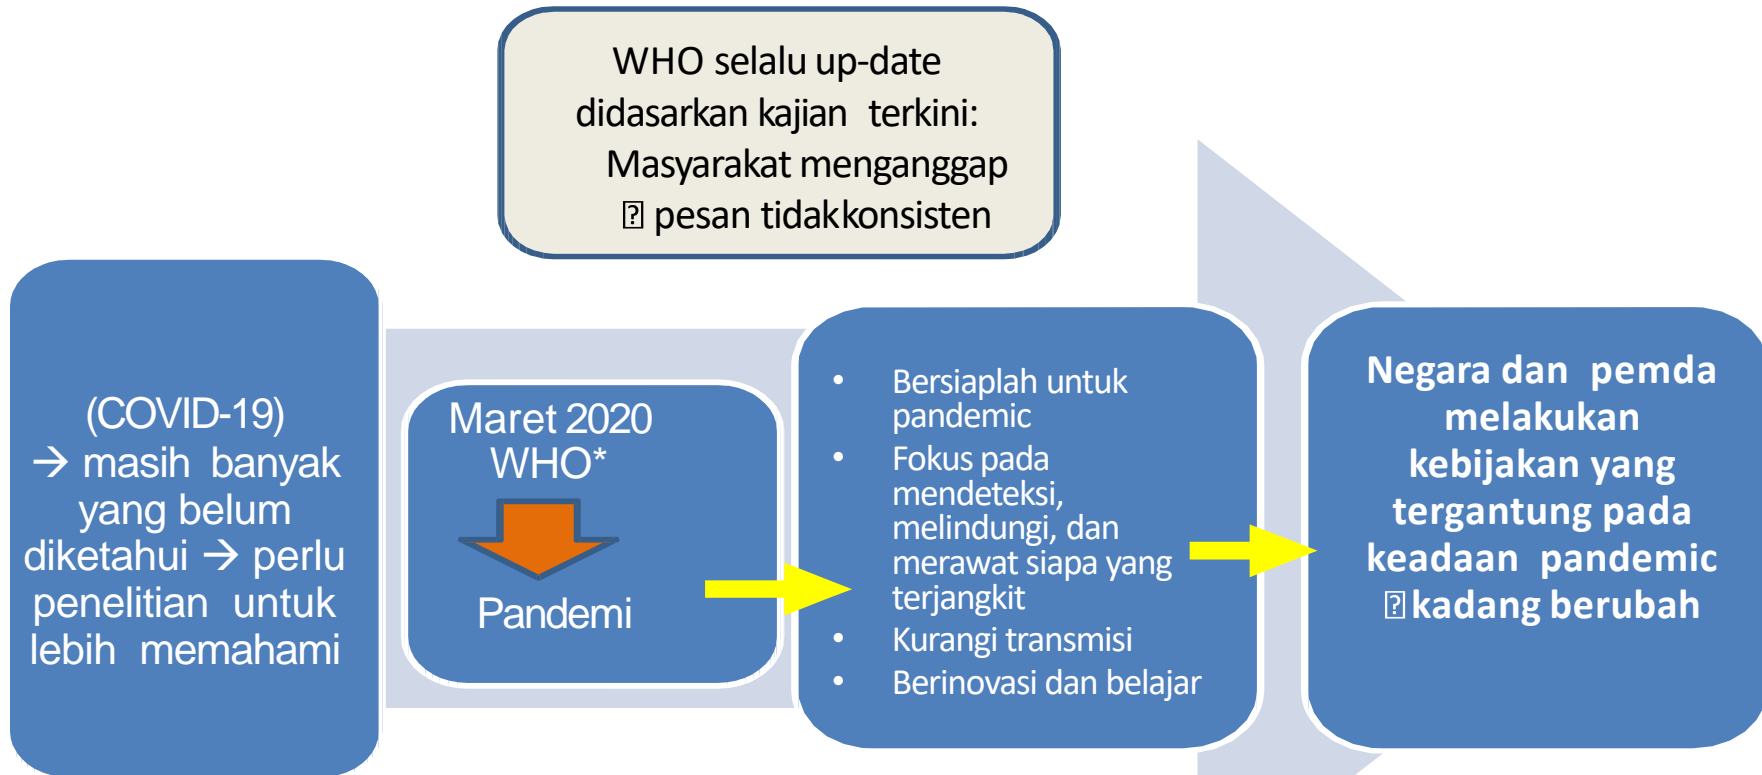 WHO selalu up-date
didasarkan kajian terkini:
Masyarakat menganggap
⍰ pesan tidakkonsisten
(COVID-19)
→ masih banyak
yang belum
diketahui → perlu
penelitian untuk
lebih memahami
Maret 2020
WHO*
Pandemi
• Bersiaplah untuk
pandemic
• Fokus pada
mendeteksi,
melindungi, dan
merawat siapa yang
terjangkit
• Kurangi transmisi
• Berinovasi dan belajar
Negara dan pemda
melakukan
kebijakan yang
tergantung pada
keadaan pandemic
⍰ kadang berubah